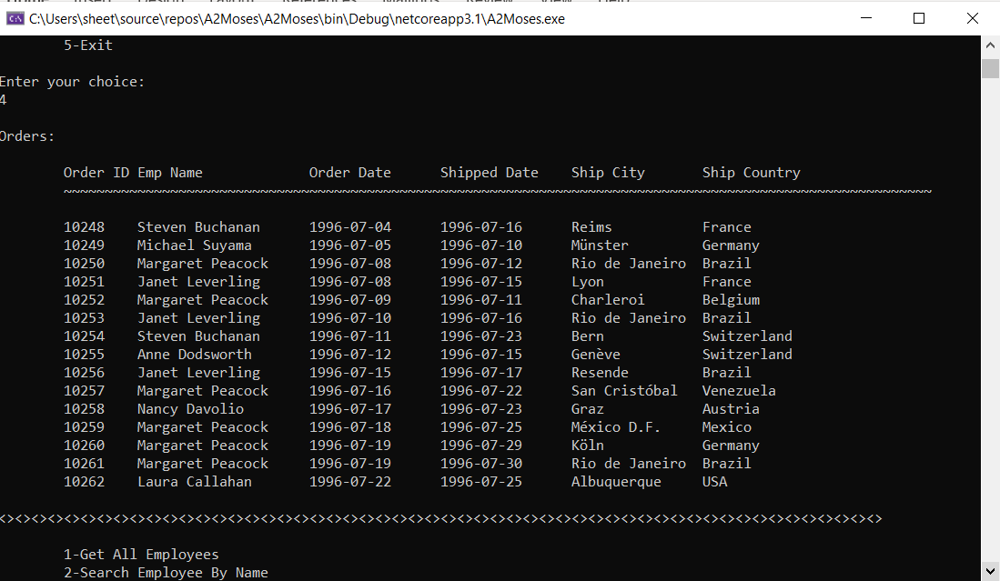 C:\Users\sheet\source\repos\A2Moses\A2Moses\bin\Debug\netcoreapp3.1\A2Moses.exe
5-Exit
Enter your choice:
4
Orders:
Order ID Emp Name Order Date Shipped Date Ship City Ship Country
~~~~~~~~~~~~~~~~~~~~~~~~~~~~~~~~~~~~~~~~~~~~~~~~~~~~~~~~~~~~~~~~~~~~~~~~~~~~~~~~~~~~~~~~~~~~~~~~~~~~~~~~~~
10248 Steven Buchanan 1996-07-04 1996-07-16 Reims France
10249 Michael Suyama 1996-07-05 1996-07-10 Münster Germany
10250 Margaret Peacock 1996-07-08 1996-07-12 Rio de Janeiro Brazil
10251 Janet Leverling 1996-07-08 1996-07-15 Lyon France
10252 Margaret Peacock 1996-07-09 1996-07-11 Charleroi Belgium
10253 Janet Leverling 1996-07-10 1996-07-16 Rio de Janeiro Brazil
10254 Steven Buchanan 1996-07-11 1996-07-23 Bern Switzerland
10255 Anne Dodsworth 1996-07-12 1996-07-15 Genève Switzerland
10256 Janet Leverling 1996-07-15 1996-07-17 Resende Brazil
10257 Margaret Peacock 1996-07-16 1996-07-22 San Cristóbal Venezuela
10258 Nancy Davolio 1996-07-17 1996-07-23 Graz Austria
10259 Margaret Peacock 1996-07-18 1996-07-25 México D.F. Mexico
10260 Margaret Peacock 1996-07-19 1996-07-29 Köln Germany
10261 Margaret Peacock 1996-07-19 1996-07-30 Rio de Janeiro Brazil
10262 Laura Callahan 1996-07-22 1996-07-25 Albuquerque USA
<><><><><><><><><><><><><><><><><><><><><><><><><><><><><><><><><><><><><><><><><><><><><><><><><><><><><><>
1-Get All Employees
2-Search Employee By Name